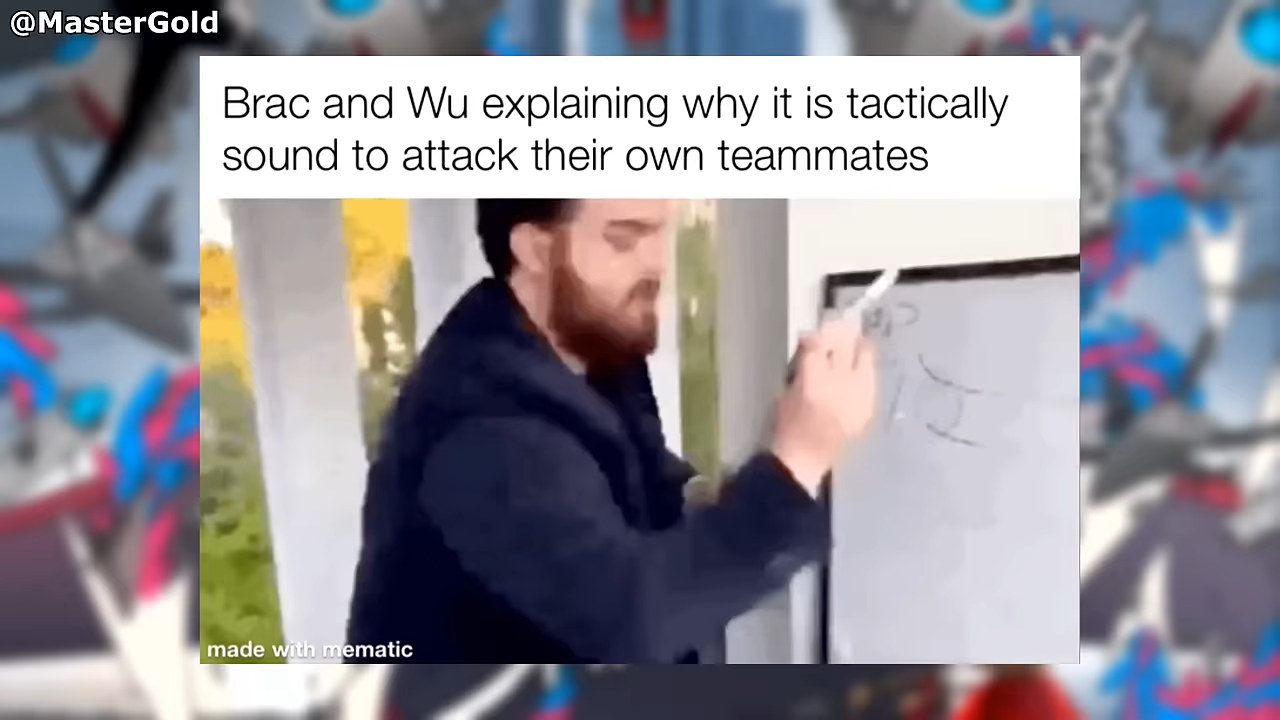 @MasterGold
Brac and Wu explaining why it is tactically
sound to attack their own teammates
made with mematic